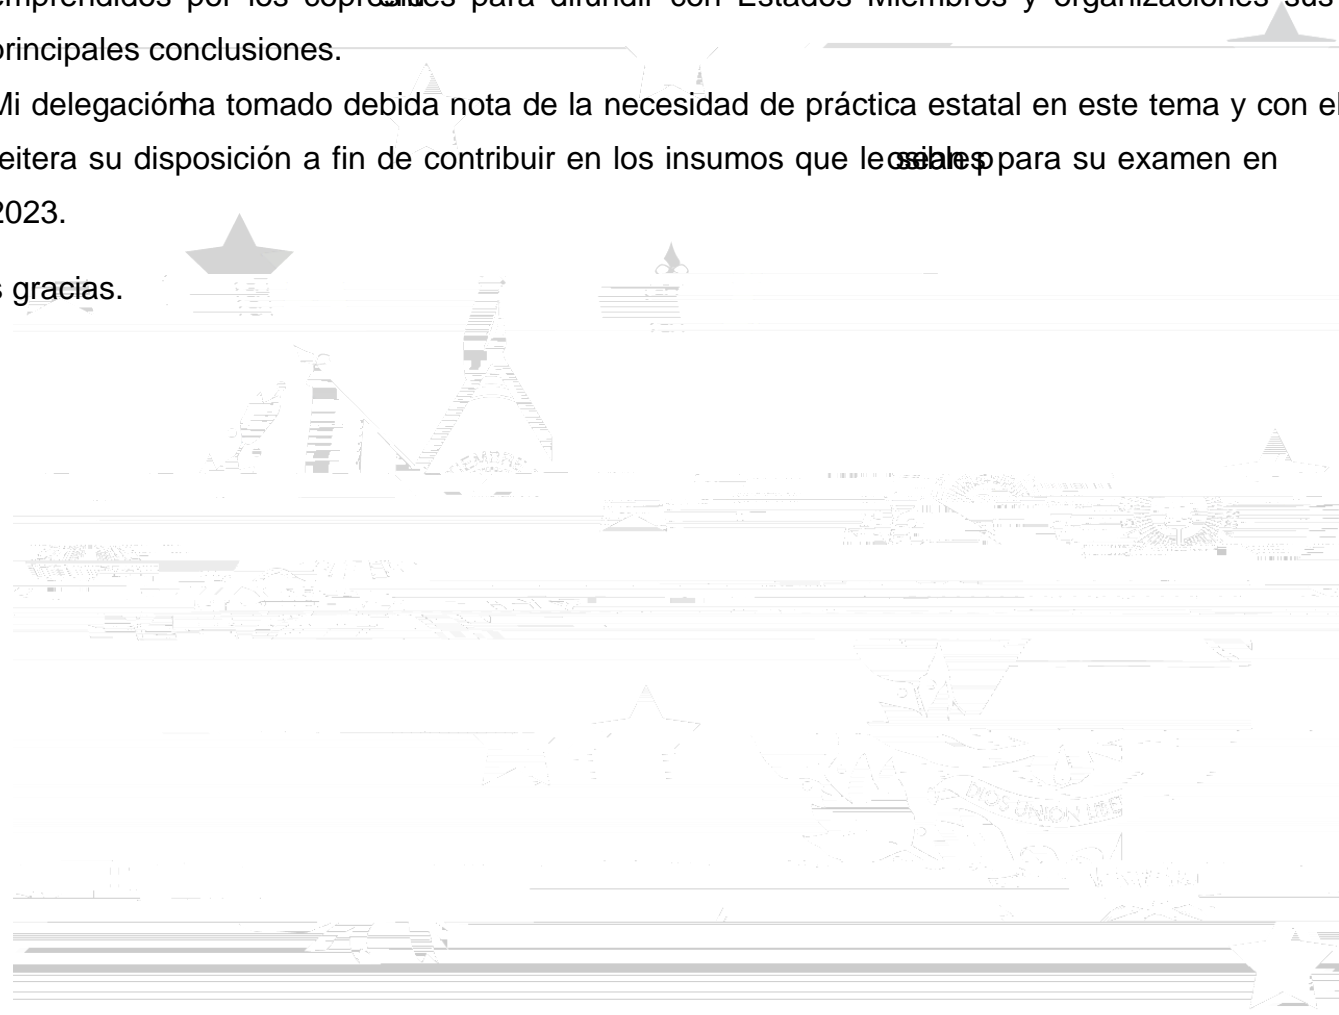 emprendidos por los copresidentes para difundir con Estados Miembros y organizaciones sus
principales conclusiones.
Mi delegación ha tomado debida nota de la necesidad de práctica estatal en este tema y con el
reitera su disposición a fin de contribuir en los insumos que le sean posibles para su examen en
2023.
s gracias.
DIOS UNION LIBE